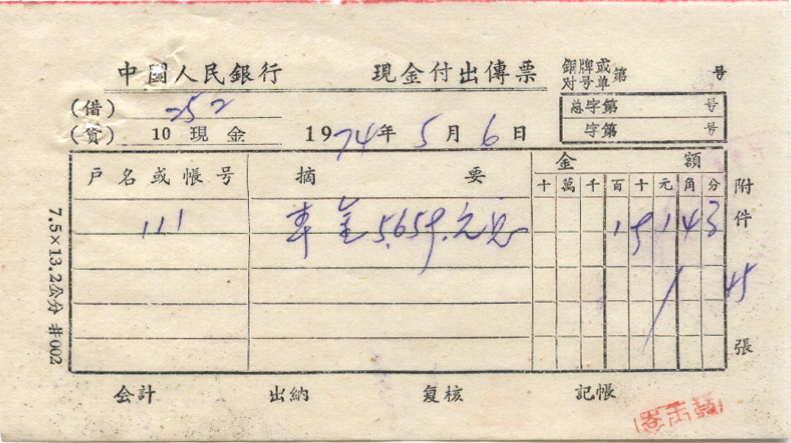 中國人民銀行 現金付出傳票
銅牌或
对号单 第 号
(借) 252
(貸) 10 現金
1974年5月6日
总字第 号
字第 号
戶名或帳号 摘要 金額
十 萬 千 百 十 元 角 分
111
附件 45 張
7.5×13.2公分 #002
会計 出納 复核 記帳